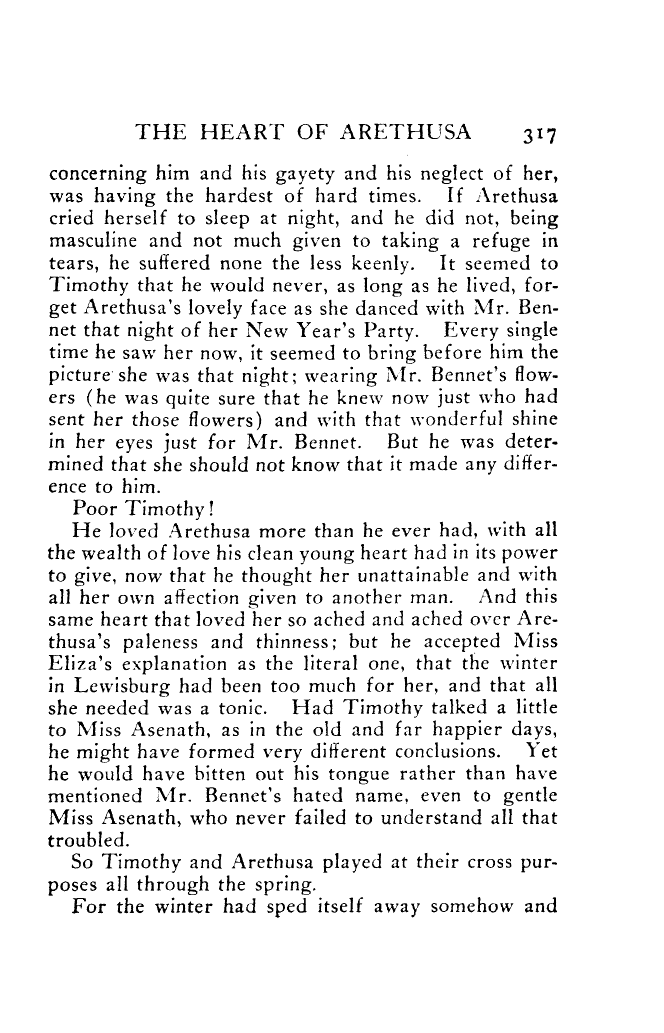 THE HEART OF ARETHUSA 317
concerning him and his gayety and his neglect of her,
was having the hardest of hard times. If Arethusa
cried herself to sleep at night, and he did not, being
masculine and not much given to taking a refuge in
tears, he suffered none the less keenly. It seemed to
Timothy that he would never, as long as he lived, for-
get Arethusa's lovely face as she danced with Mr. Ben-
net that night of her New Year's Party. Every single
time he saw her now, it seemed to bring before him the
picture she was that night; wearing Mr. Bennet's flow-
ers (he was quite sure that he knew now just who had
sent her those flowers) and with that wonderful shine
in her eyes just for Mr. Bennet. But he was deter-
mined that she should not know that it made any differ-
ence to him.
Poor Timothy!
He loved Arethusa more than he ever had, with all
the wealth of love his clean young heart had in its power
to give, now that he thought her unattainable and with
all her own affection given to another man. And this
same heart that loved her so ached and ached over Are-
thusa's paleness and thinness; but he accepted Miss
Eliza's explanation as the literal one, that the winter
in Lewisburg had been too much for her, and that all
she needed was a tonic. Had Timothy talked a little
to Miss Asenath, as in the old and far happier days,
he might have formed very different conclusions. Yet
he would have bitten out his tongue rather than have
mentioned Mr. Bennet's hated name, even to gentle
Miss Asenath, who never failed to understand all that
troubled.
So Timothy and Arethusa played at their cross pur-
poses all through the spring.
For the winter had sped itself away somehow and